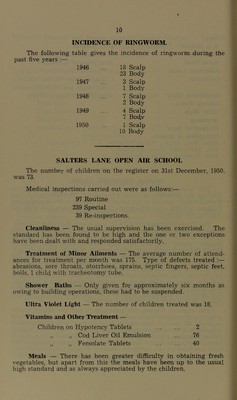 10
INCIDENCE OF RINGWORM.
The following table gives the incidence of ringworm during the
past five years :—
1946 18 Scalp
23 Body
1947 3 Scalp
1 Body
1948 7 Scalp
2 Body
1949 4 Scalp
7 Body
1950 1 Scalp
10 Body
SALTERS LANE OPEN AIR SCHOOL
The number of children on the register on 31st December, 1950,
was 73.
Medical inspections carried out were as follows:—
97 Routine
239 Special
39 Re-inspections.
Cleanliness — The usual supervision has been exercised. The
standard has been found to be high and the one or two exceptions
have been dealt with and responded satisfactorily.
Treatment of Minor Ailments — The average number of attend-
ances for treatment per month was 175. Type of defects treated :—
abrasions, sore throats, stoorhees, sprains, septic fingers, septic feet,
boils, 1 child with tracheotomy tube.
Shower Baths — Only given for approximately six months as
owing to building operations, these had to be suspended.
Ultra Violet Light — The number of children treated was 18.
Vitamins and Other Treatment —
Children on Hypotency Tablets ... 2
„ „ Cod Liver Oil Emulsion ... 76
„ „ Fersolate Tablets ... 40
Meals — There has been greater difficulty in obtaining fresh
vegetables, but apart from this the meals have been up to the usual
high standard and as always appreciated by the children.